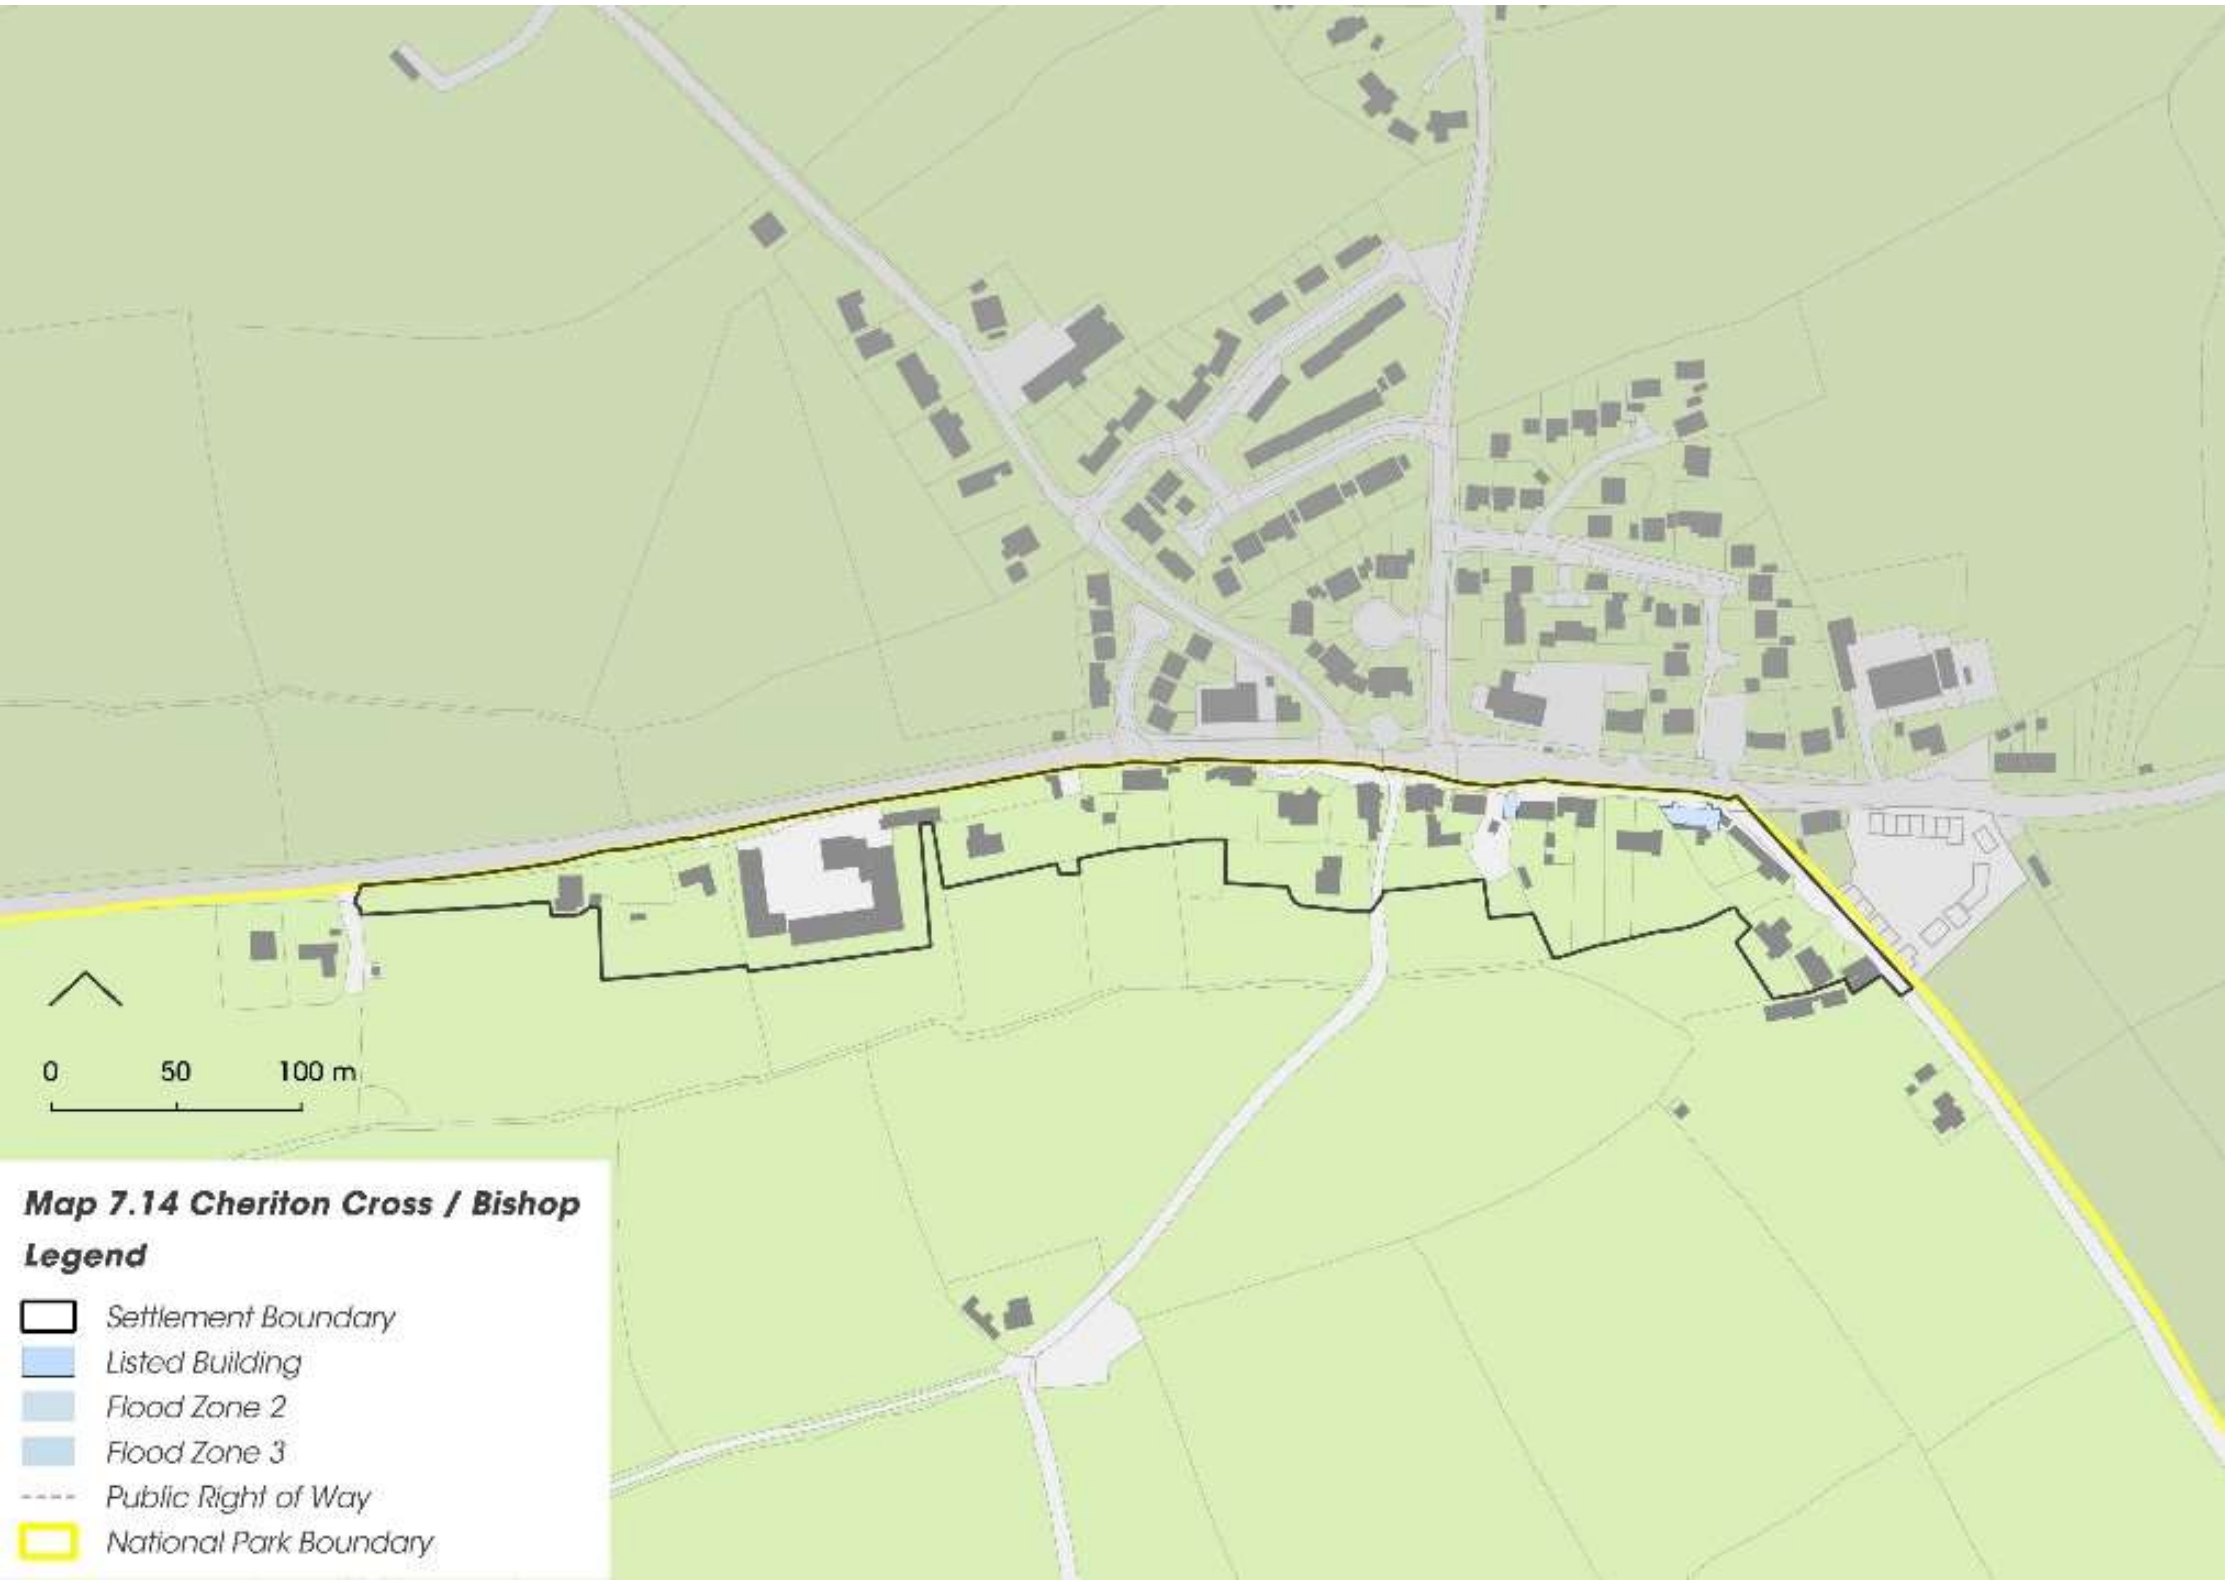 0 50 100 m
Map 7.14 Cheriton Cross / Bishop
Legend
Settlement Boundary
Listed Building
Flood Zone 2
Flood Zone 3
Public Right of Way
National Park Boundary